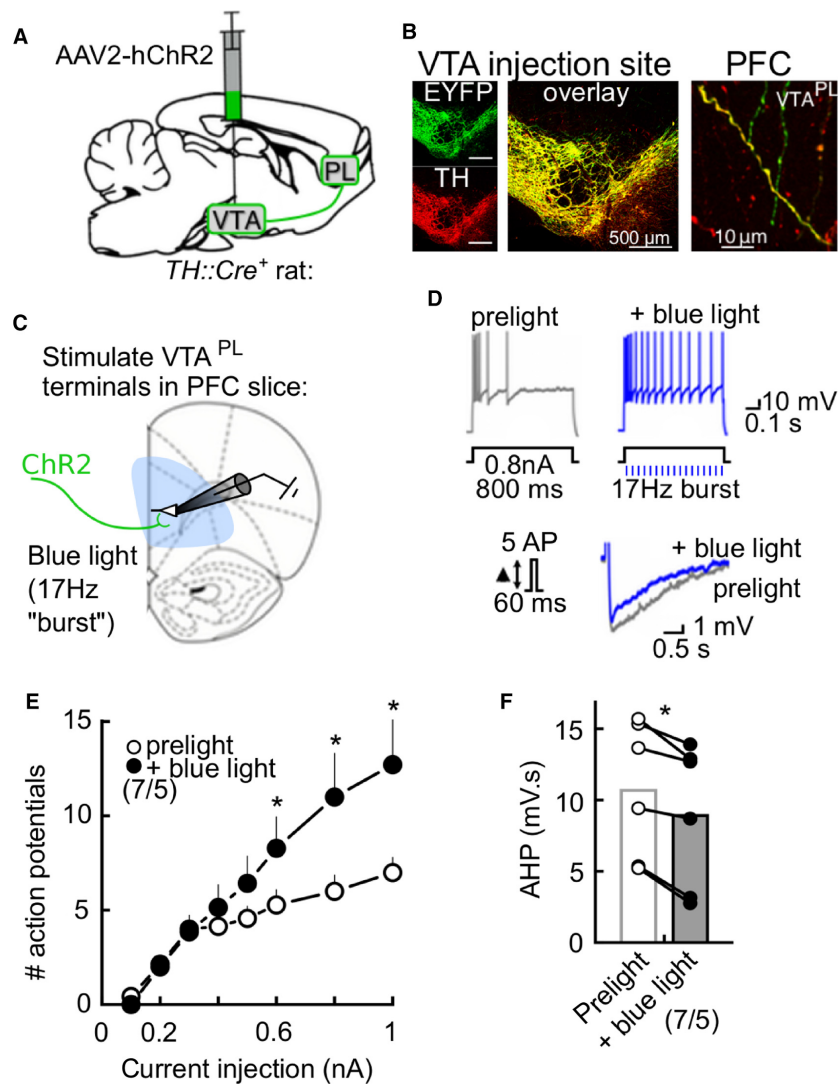 A
AAV2-hChR2
PL
VTA
TH::Cre+ rat:
B
VTA injection site
PFC
EYFP
overlay
VTA PL
TH
500 µm
10 µm
C
Stimulate VTA PL
terminals in PFC slice:
ChR2
Blue light
(17Hz
"burst")
D
prelight
+ blue light
10 mV
0.1 s
0.8nA
800 ms
17Hz burst
5 AP
60 ms
+ blue light
prelight
1 mV
0.5 s
E
# action potentials
15
10
5
0
prelight
+ blue light
(7/5)
*
*
*
0
0.2
0.6
1
Current injection (nA)
F
AHP (mV.s)
15
10
5
0
*
Prelight
+ blue light
(7/5)